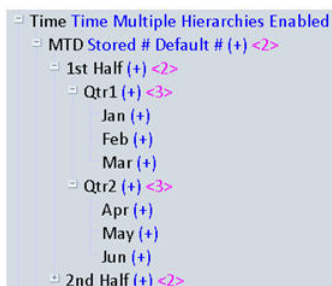 Time Time Multiple Hierarchies Enabled
MTD Stored # Default # (+) <2>
1st Half (+) <2>
Qtr1 (+) <3>
Jan (+)
Feb (+)
Mar (+)
Qtr2 (+) <3>
Apr (+)
May (+)
Jun (+)
2nd Half (+) <2>